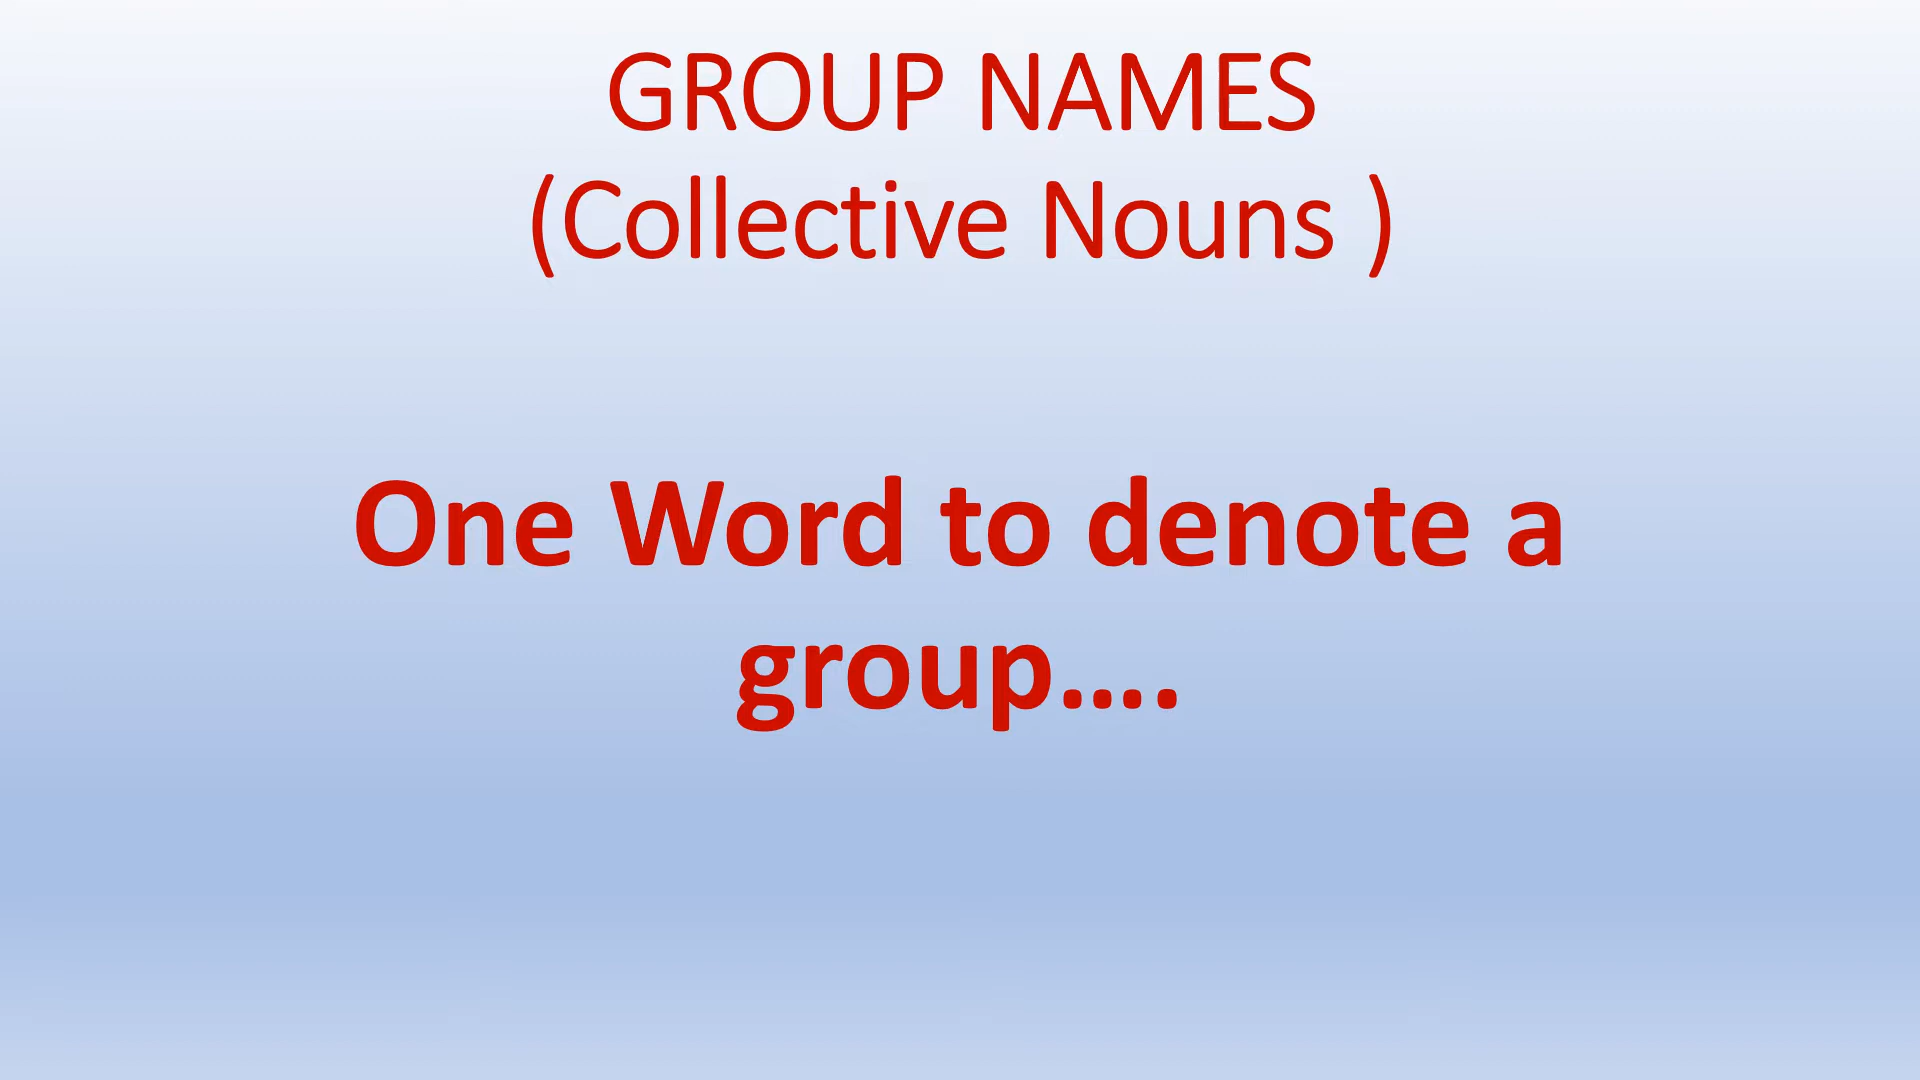 GROUP NAMES
(Collective Nouns )
One Word to denote a
group....